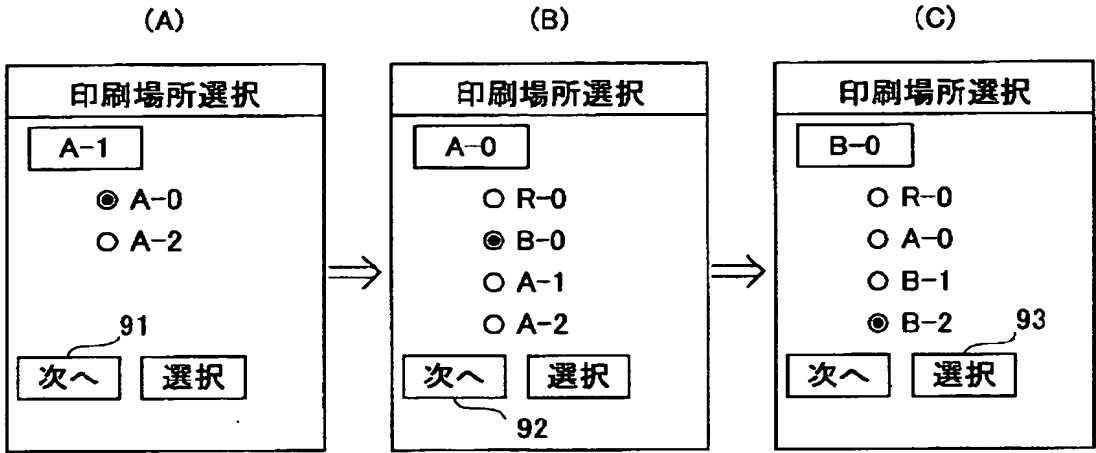 (A)
印刷場所選択
A-1
A-0
A-2
91
次へ 選択
(B)
印刷場所選択
A-0
R-0
B-0
A-1
A-2
次へ 選択
92
(C)
印刷場所選択
B-0
R-0
A-0
B-1
B-2
93
次へ 選択